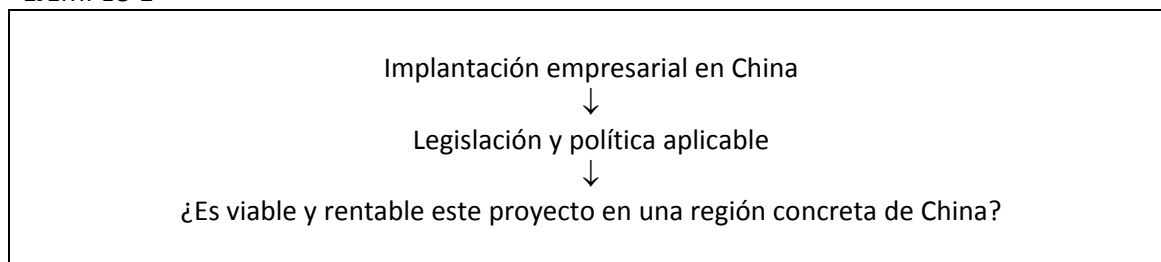 Implantación empresarial en China
↓
Legislación y política aplicable
↓
¿Es viable y rentable este proyecto en una región concreta de China?